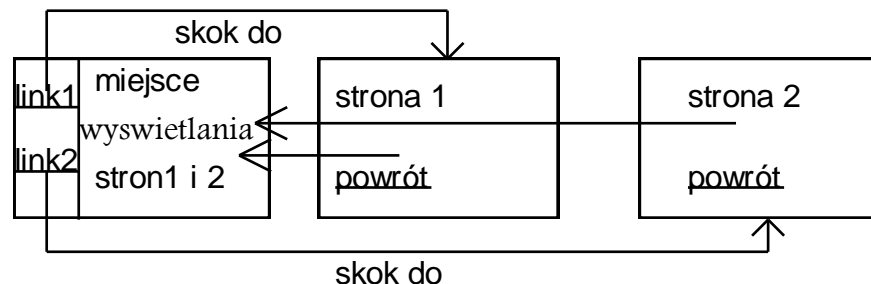 skok do
link1
link2
miejsce
wyswietlania
stron1 i 2
strona 1
powrót
strona 2
powrót
skok do